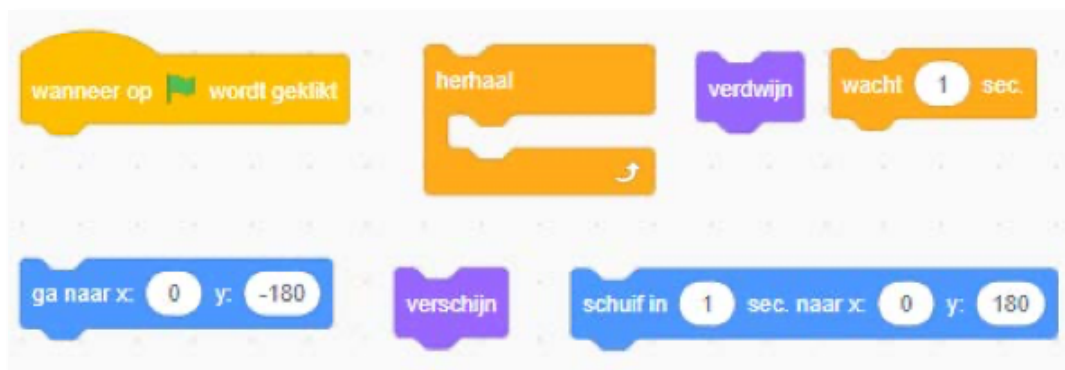 wanneer op wordt geklikt
herhaal
verdwijn
wacht 1 sec.
ga naar x: 0 y: -180
verschijn
schuif in 1 sec. naar x: 0 y: 180